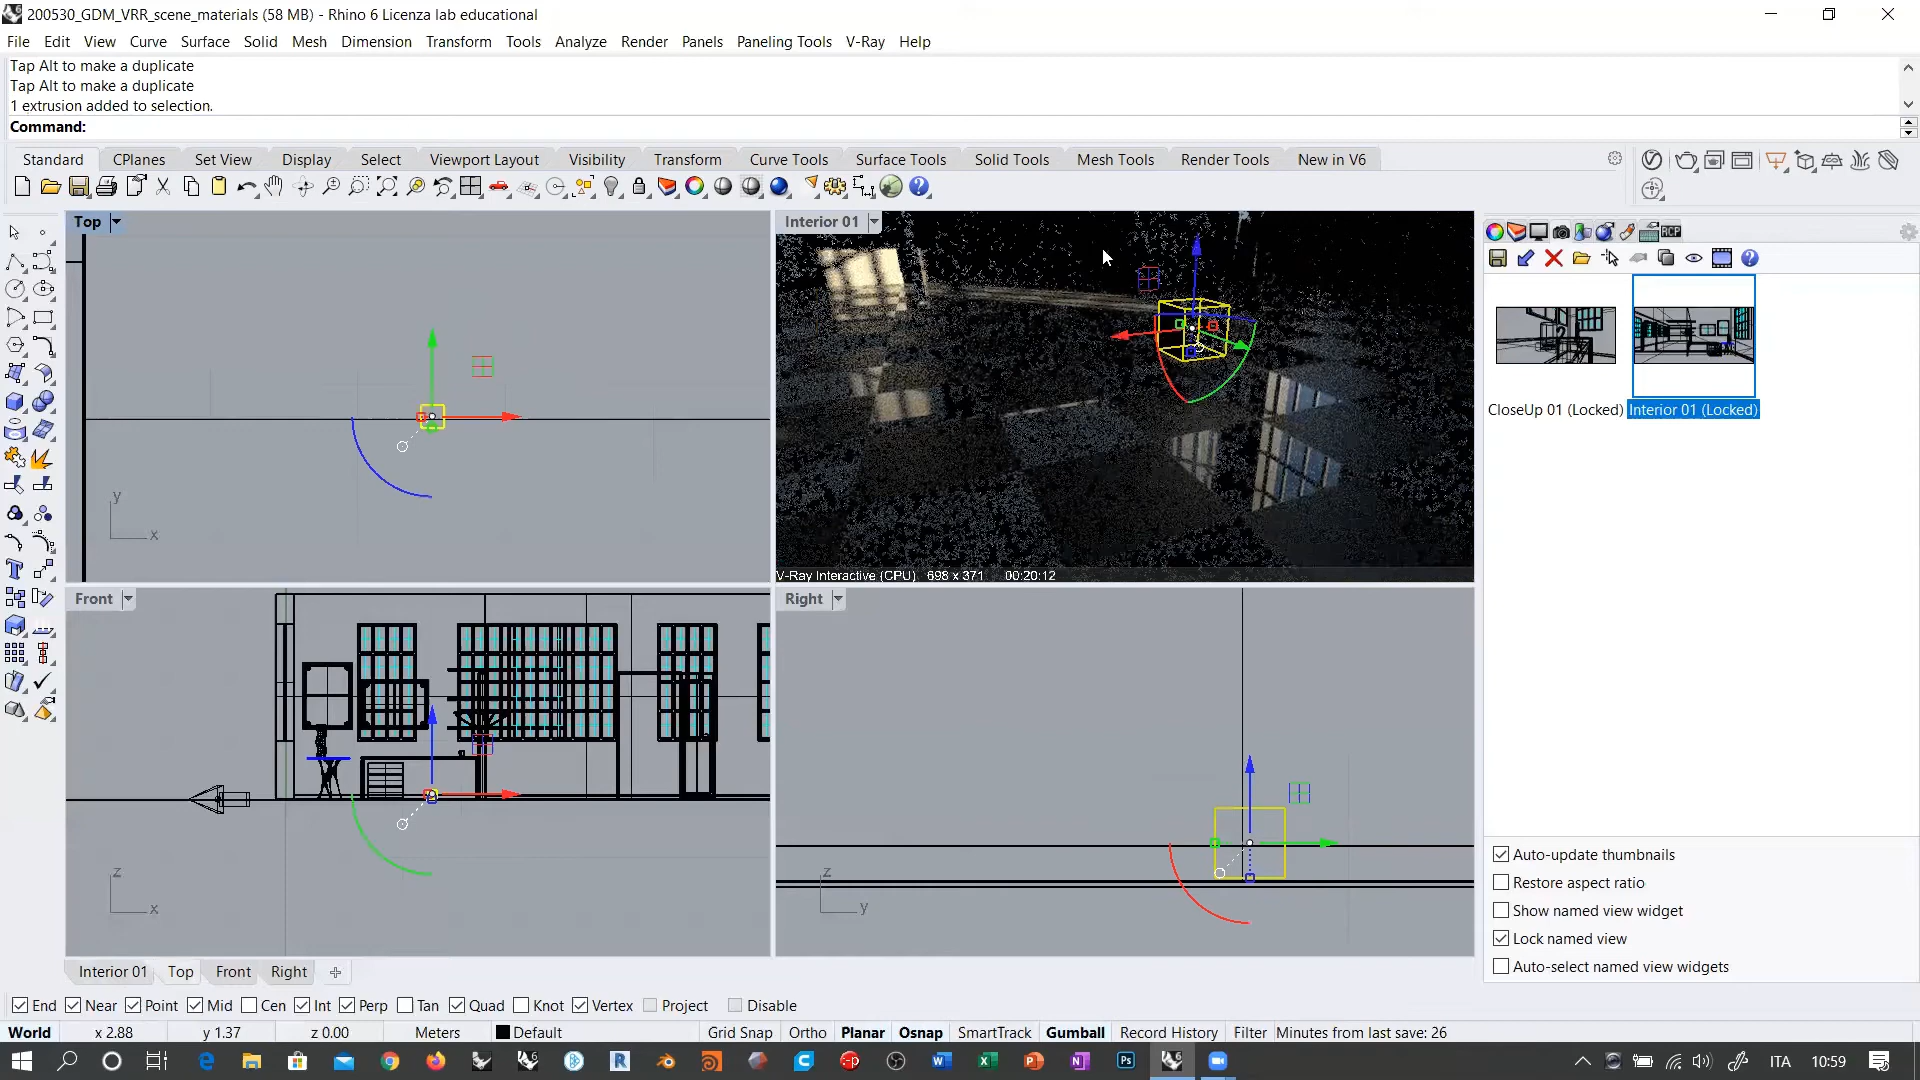 200530_GDM_VRR_scene_materials (58 MB) - Rhino 6 Licenza lab educational
File Edit View Curve Surface Solid Mesh Dimension Transform Tools Analyze Render Panels Paneling Tools V-Ray Help
Tap Alt to make a duplicate
Tap Alt to make a duplicate
1 extrusion added to selection.
Command:
Standard CPlanes Set View Display Select Viewport Layout Visibility Transform Curve Tools Surface Tools Solid Tools Mesh Tools Render Tools New in V6
Top
Interior 01
RCP
CloseUp 01 (Locked) Interior 01 (Locked)
y
x
V-Ray Interactive (CPU) 698 x 371 00:20:12
Front
Right
z
x
z
y
Auto-update thumbnails
Restore aspect ratio
Show named view widget
Lock named view
Auto-select named view widgets
Interior 01 Top Front Right
End Near Point Mid Cen Int Perp Tan Quad Knot Vertex Project Disable
World x 2.88 y 1.37 z 0.00 Meters Default Grid Snap Ortho Planar Osnap SmartTrack Gumball Record History Filter Minutes from last save: 26
ITA 10:59